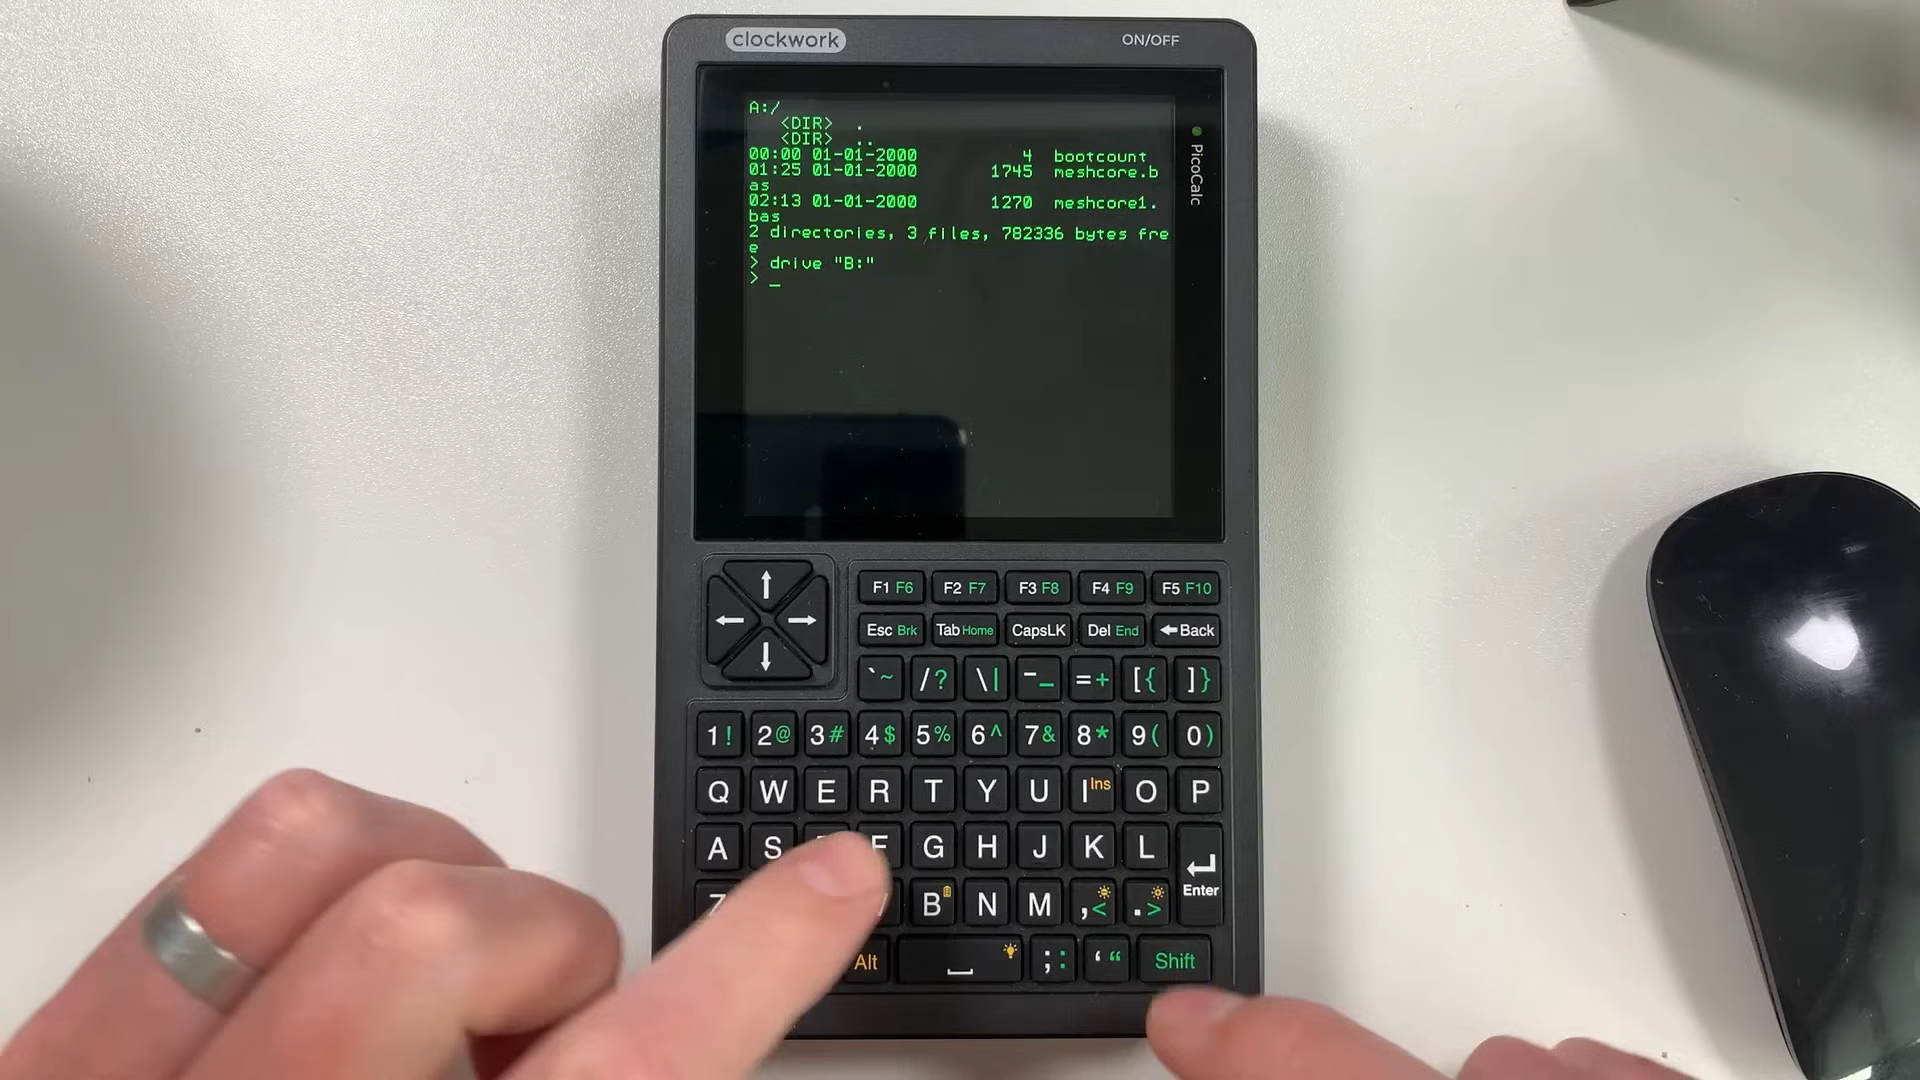 clockwork
ON/OFF
A:/
<DIR> .
<DIR> ..
00:00 01-01-2000 4 bootcount
01:25 01-01-2000 1745 meshcore.b
as
02:13 01-01-2000 1270 meshcore1.
bas
2 directories, 3 files, 782336 bytes fre
e
> drive "B:"
> _
PicoCalc
F1 F6 F2 F7 F3 F8 F4 F9 F5 F10
Esc Brk Tab Home CapsLK Del End ←Back
`~ /? \| -_ =+ [{ ]}
1! 2@ 3# 4$ 5% 6^ 7& 8* 9( 0)
Q W E R T Y U I Ins O P
A S F G H J K L Enter
Z B N M ,< .>
Alt ;: ‘“ Shift